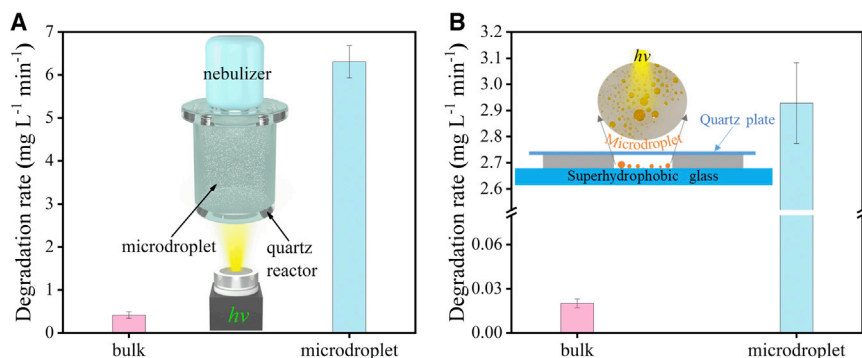 A
Degradation rate (mg L⁻¹ min⁻¹)
7
6
5
4
3
2
1
0
nebulizer
microdroplet
quartz
reactor
hv
bulk
microdroplet
B
Degradation rate (mg L⁻¹ min⁻¹)
3.2
3.1
3.0
2.9
2.8
2.7
2.6
0.06
0.03
0.00
hv
Quartz plate
Microdroplet
Superhydrophobic glass
bulk
microdroplet